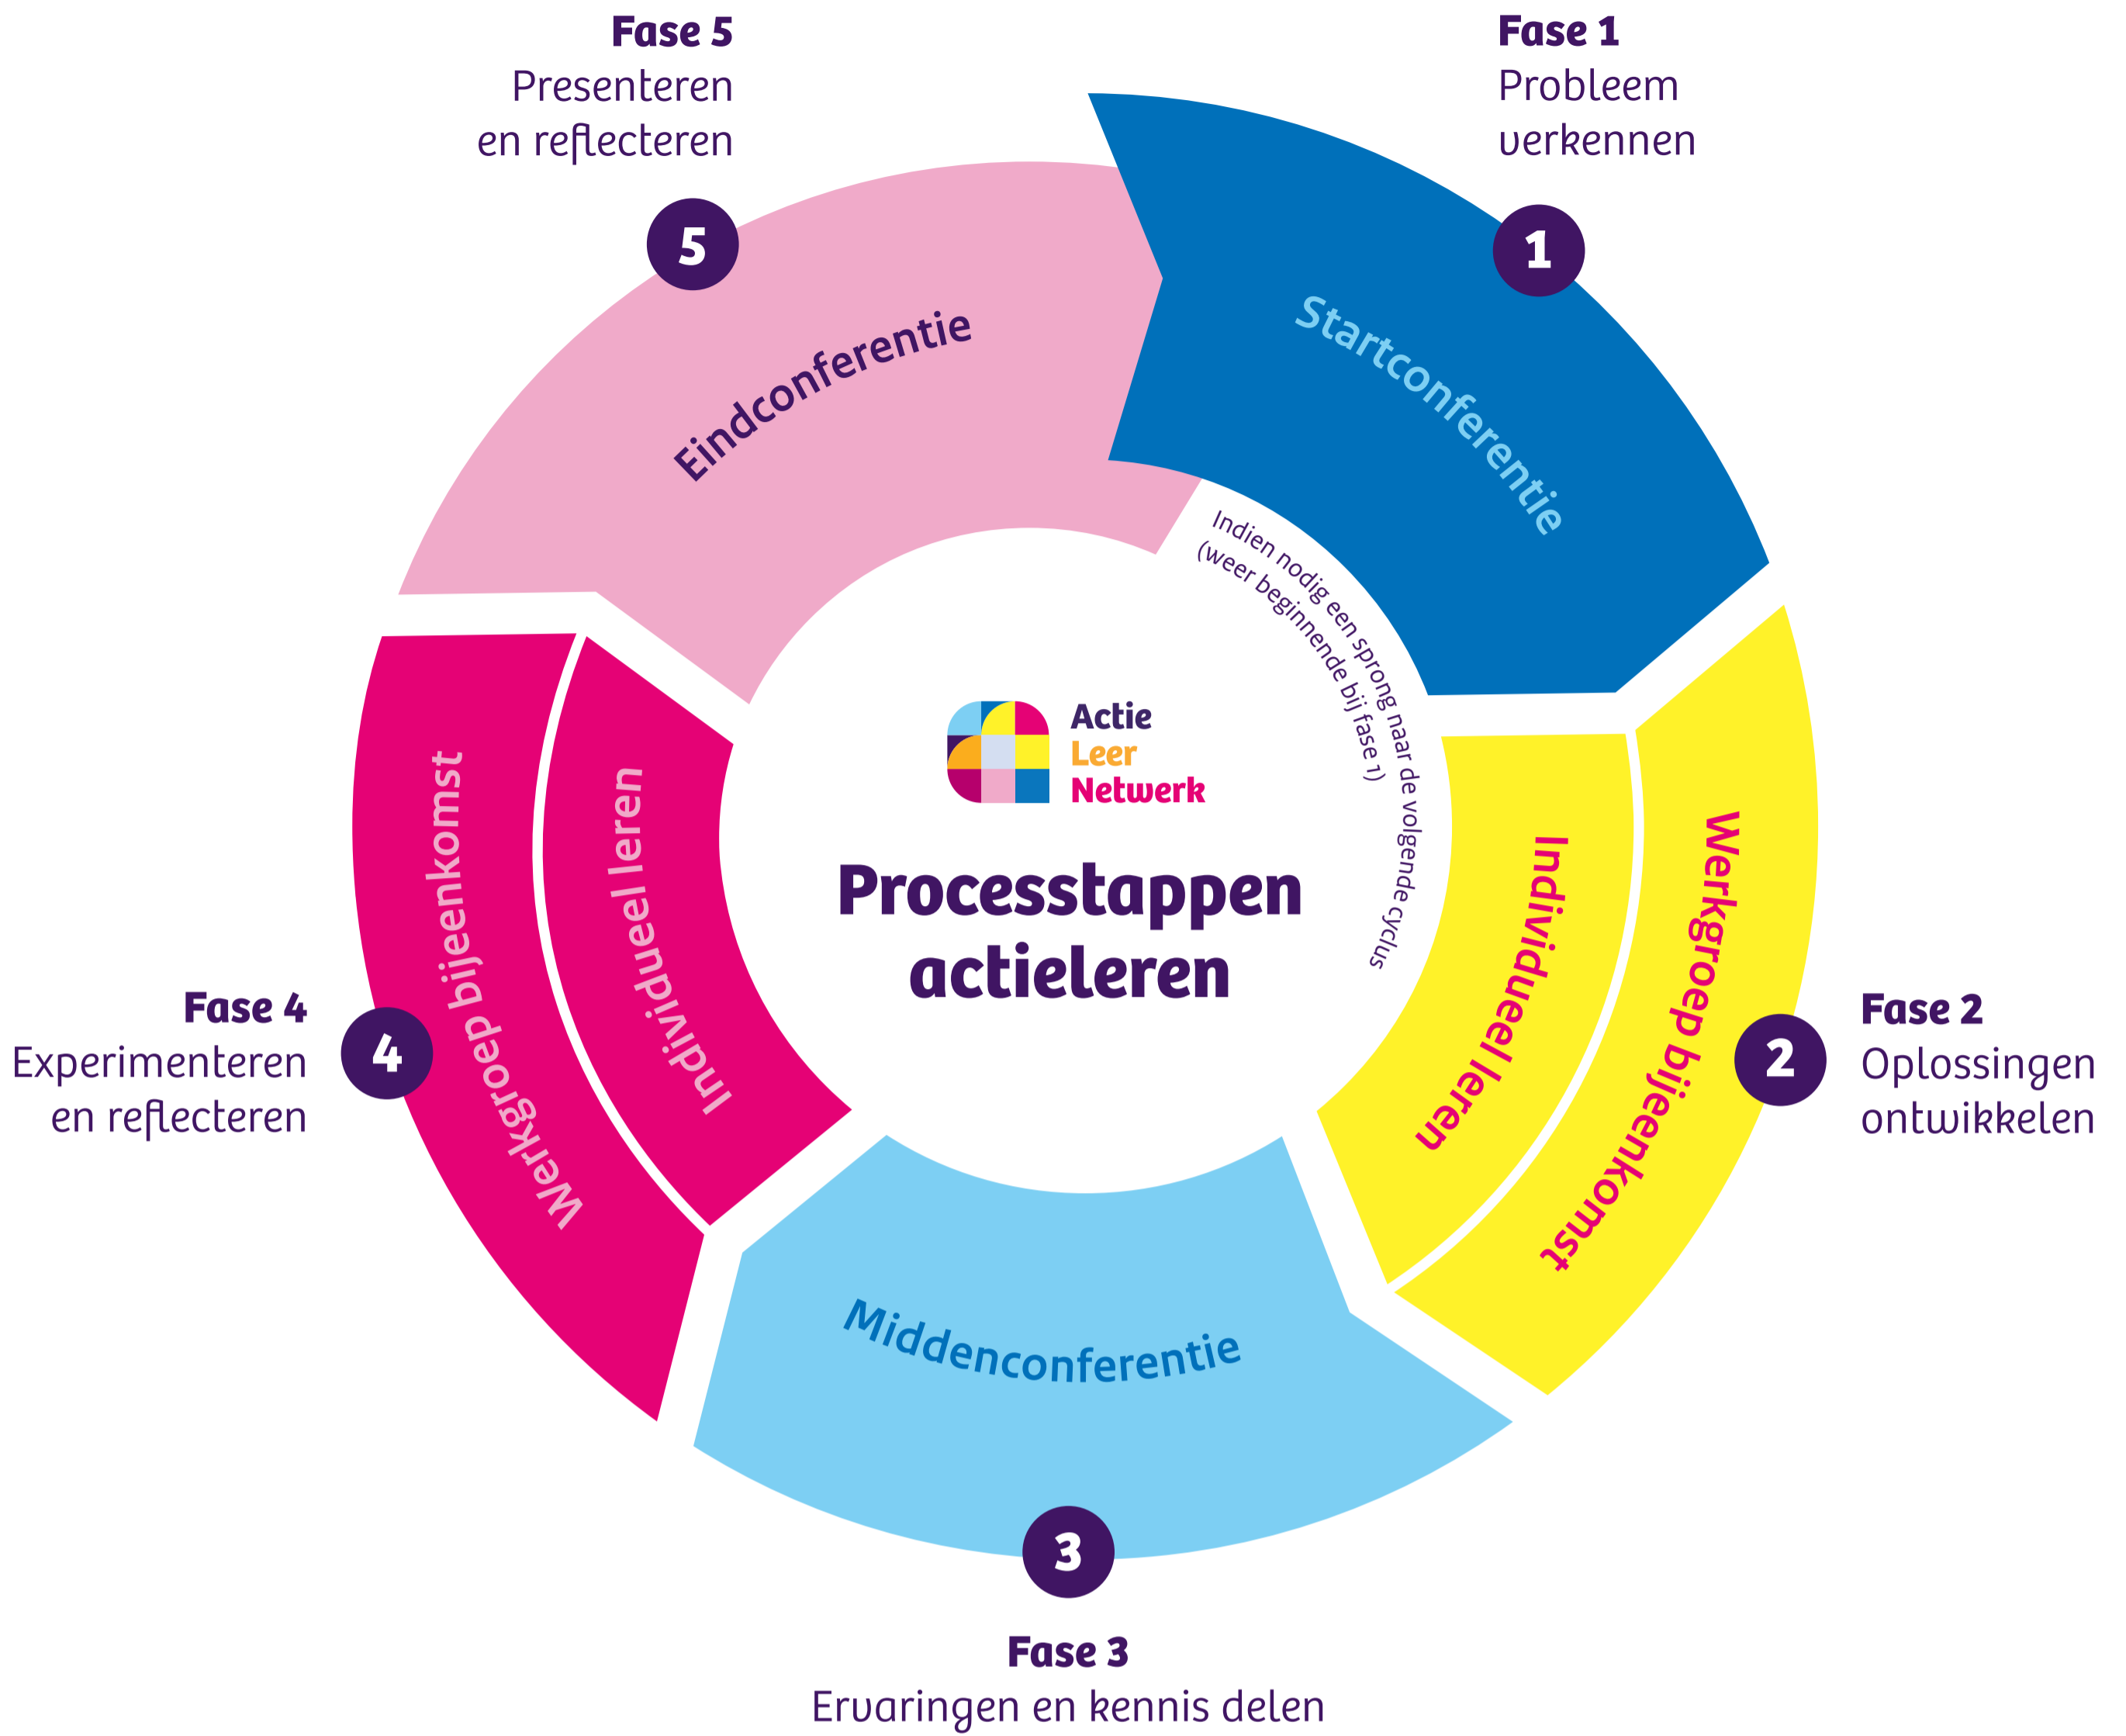 Fase 5
Presenteren
en reflecteren
Fase 1
Probleem
verkennen
5
1
Eindconferentie
Startconferentie
Indien nodig een sprong naar de volgende cyclus
(weer beginnende bij fase 1)
Actie
Leer
Netwerk
Processtappen
actieleren
Individueel leren
Werkgroep bijeenkomst
2
Fase 2
Oplossingen
ontwikkelen
Fase 4
Experimenteren
en reflecteren
4
Werkgroep bijeenkomst
Individueel leren
Middenconferentie
3
Fase 3
Ervaringen en kennis delen